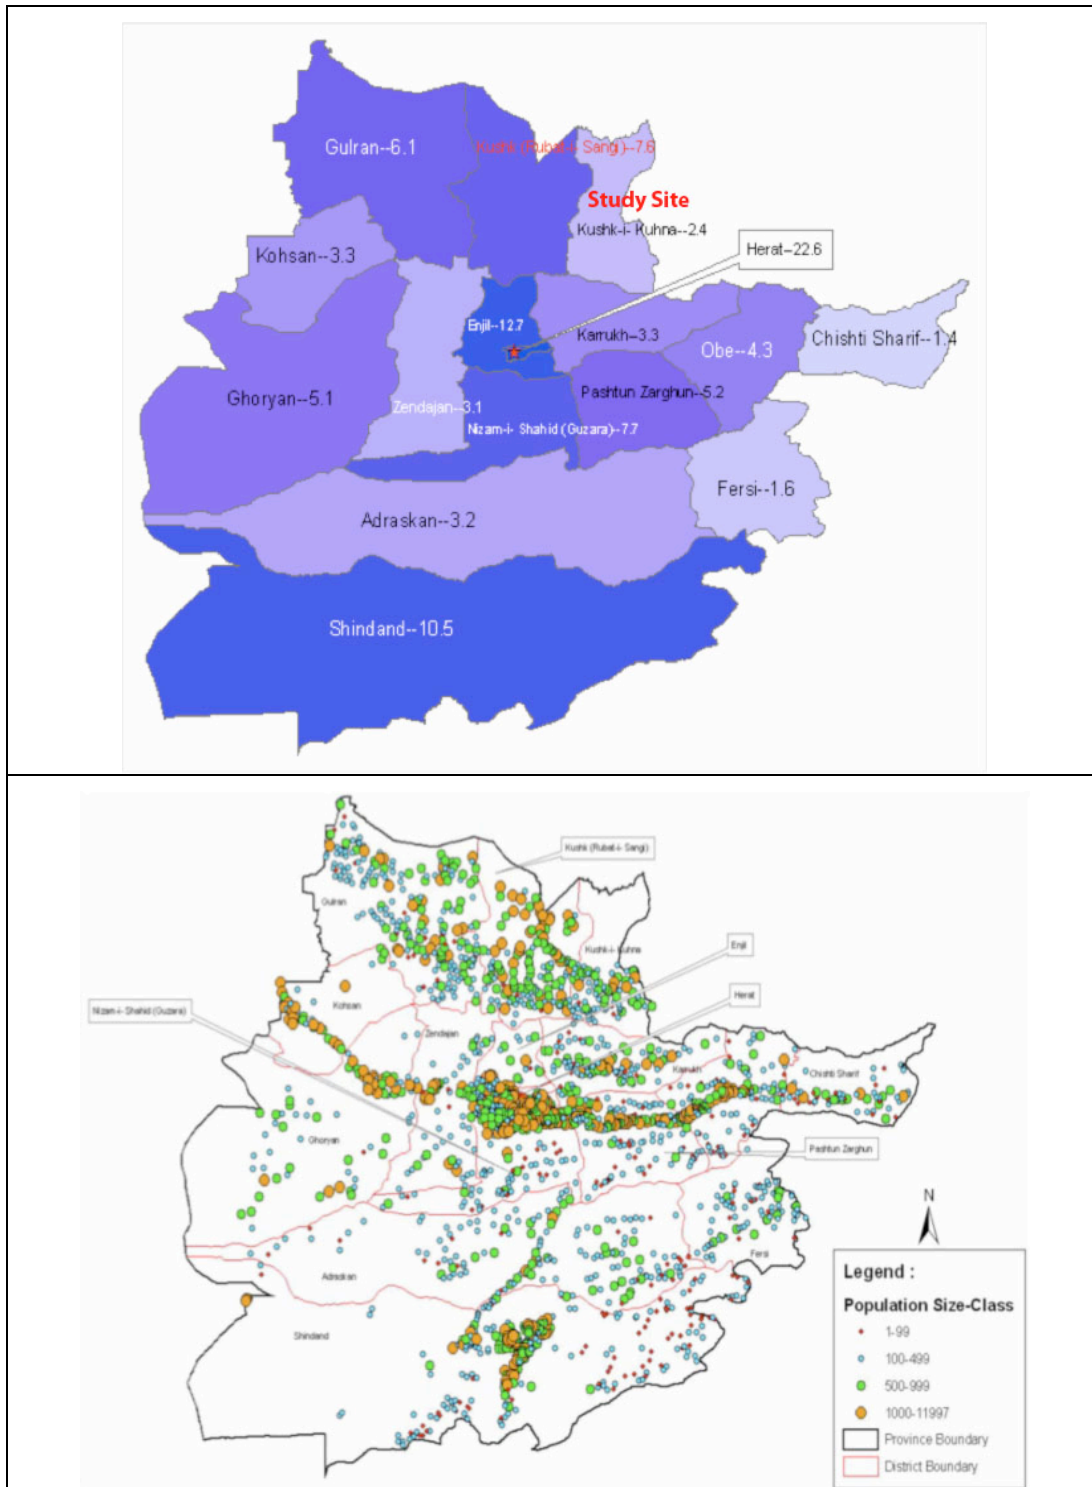 Gulran--6.1
Kushk (Rubat-i- Sangi)--7.6
Study Site
Kushk-i- Kuhna--2.4
Herat--22.6
Kohsan--3.3
Enjil--12.7
Karrukh--3.3
Chishti Sharif--1.4
Obe--4.3
Ghoryan--5.1
Zendajan--3.1
Pashtun Zarghun--5.2
Nizam-i- Shahid (Guzara)--7.7
Fersi--1.6
Adraskan--3.2
Shindand--10.5
Kushk (Rubat-i- Sangi)
Gulran
Kushk-i- Kuhna
Enjil
Herat
Kohsan
Nizam-i- Shahid (Guzara)
Zendajan
Karrukh
Chishti Sharif
Ghoryan
Pashtun Zarghun
N
Fersi
Adraskan
Shindand
Legend :
Population Size-Class
1-99
100-499
500-999
1000-11997
Province Boundary
District Boundary